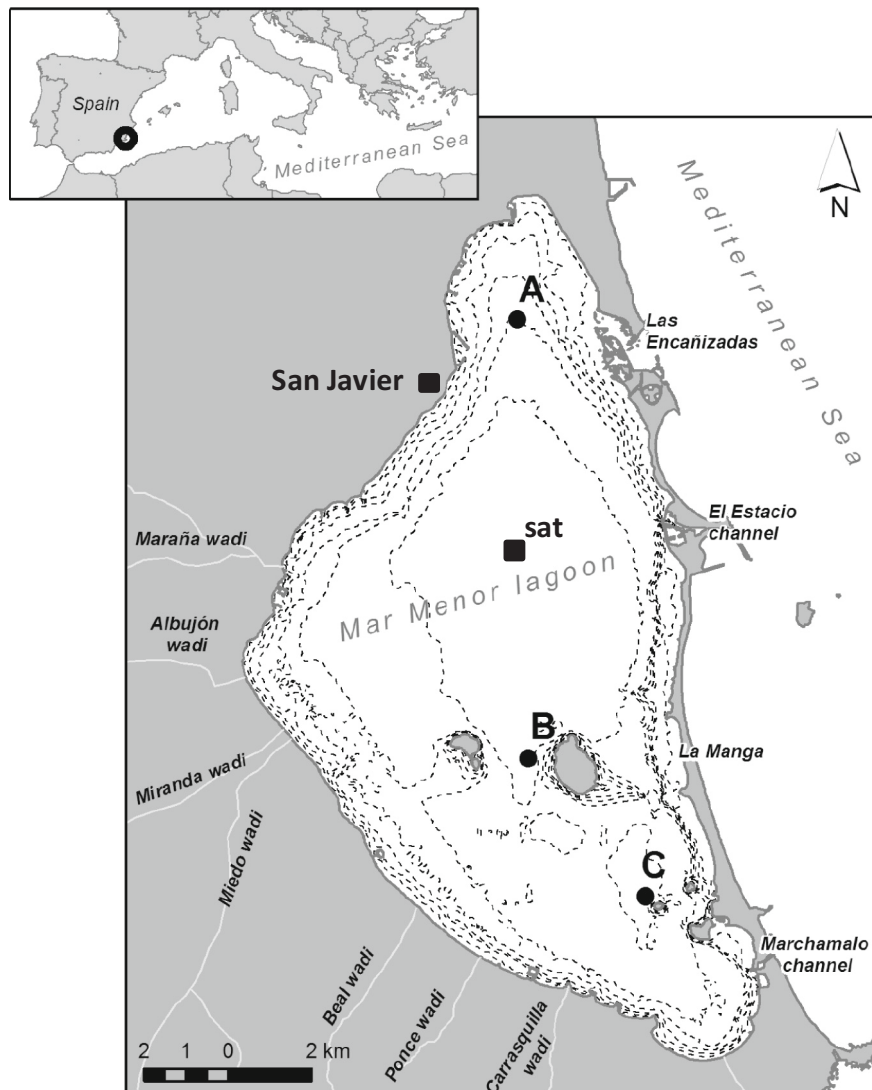 Spain
Mediterranean Sea
N
Mediterranean Sea
A
Las
Encañizadas
San Javier
El Estacio
channel
sat
Maraña wadi
Mar Menor lagoon
Albujón
wadi
B
La Manga
Miranda wadi
Miedo wadi
C
Marchamalo
channel
Beal wadi
Ponce wadi
Carrasquilla
wadi
2 1 0 2 km